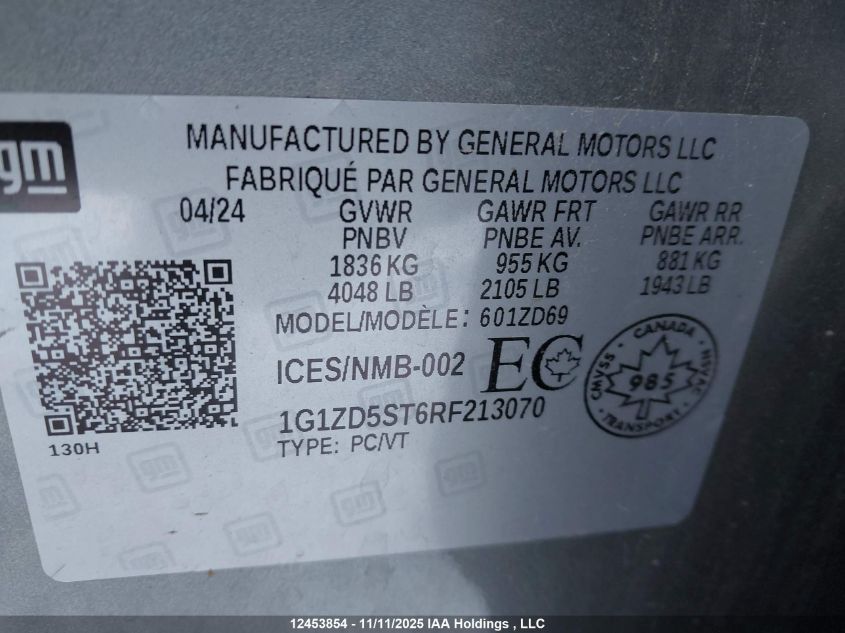 gm
MANUFACTURED BY GENERAL MOTORS LLC
FABRIQUÉ PAR GENERAL MOTORS LLC
04/24 GVWR GAWR FRT GAWR RR
PNBV PNBE AV. PNBE ARR.
1836 KG 955 KG 881 KG
4048 LB 2105 LB 1943 LB
MODEL/MODÈLE: 601ZD69
ICES/NMB-002 EC
CANADA
CMVSS 985 NSVAC
TRANSPORT
1G1ZD5ST6RF213070
130H TYPE: PC/VT
12453854 - 11/11/2025 IAA Holdings , LLC